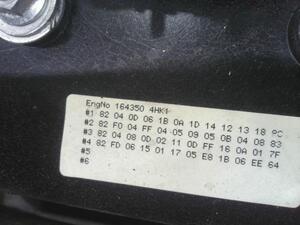 EngNo 164350 4HK1
#1 82 04 0D 06 1B 0A 1D 14 12 13 18 9C
#2 82 F0 04 FF 04 05 09 05 0B 04 08 83
#3 82 04 08 0D 02 11 0D FF 16 0A 01 7F
#4 82 FD 06 15 01 17 05 E8 1B 06 EE 64
#5
#6